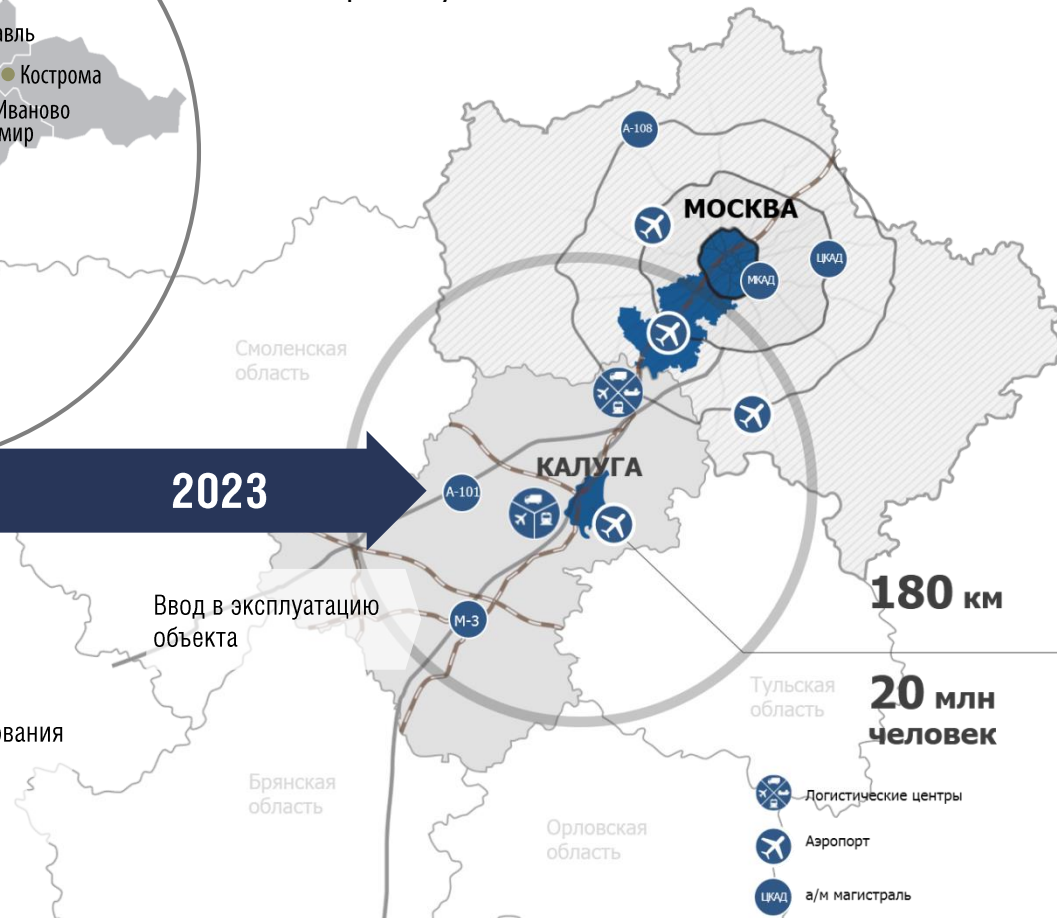 Кострома
Иваново
А-108
МОСКВА
ЦКАД
МКАД
Смоленская
область
КАЛУГА
2023
А-101
Ввод в эксплуатацию
объекта
М-3
180 км
Тульская
область
20 млн
человек
Брянская
область
Орловская
область
Логистические центры
Аэропорт
ЦКАД
а/м магистраль